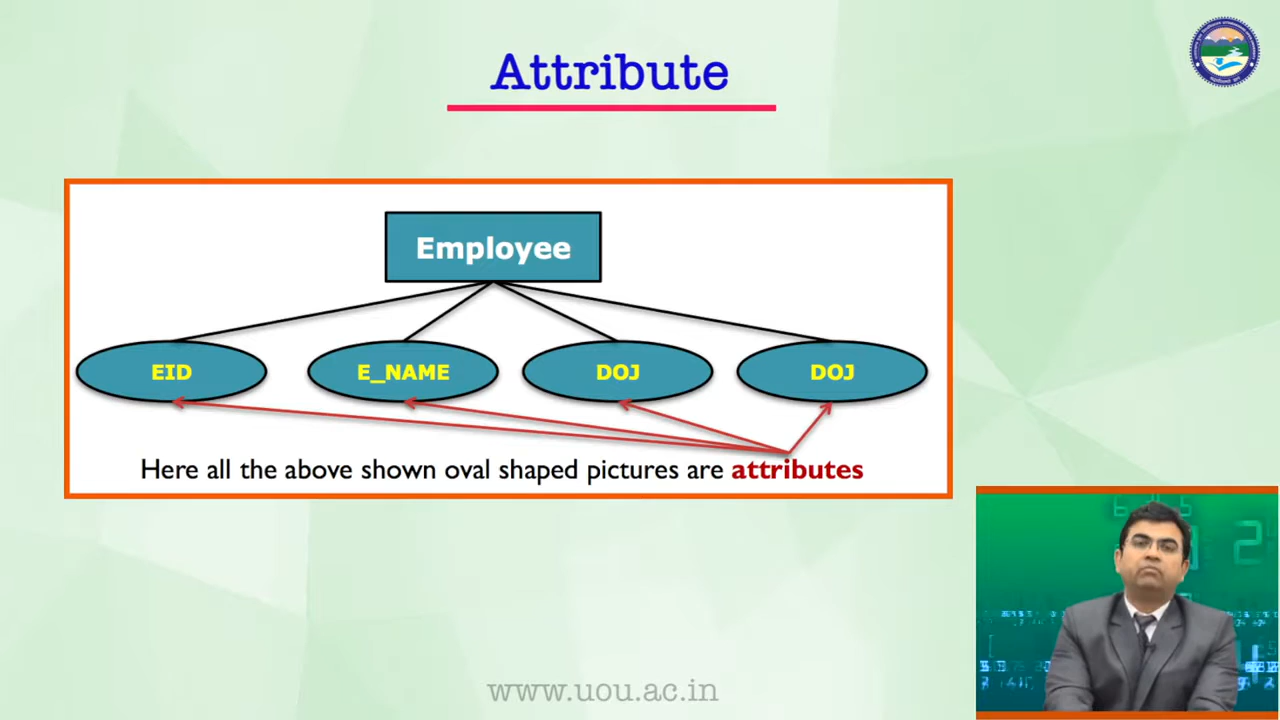 Attribute
Employee
EID E_NAME DOJ DOJ
Here all the above shown oval shaped pictures are attributes
www.uou.ac.in